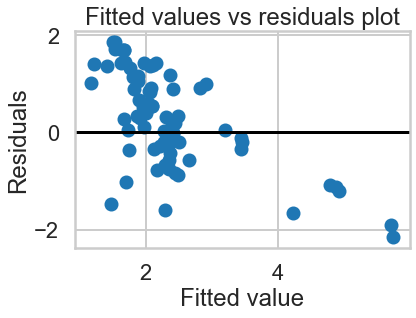 Fitted values vs residuals plot
Residuals
2
0
−2
2
4
Fitted value